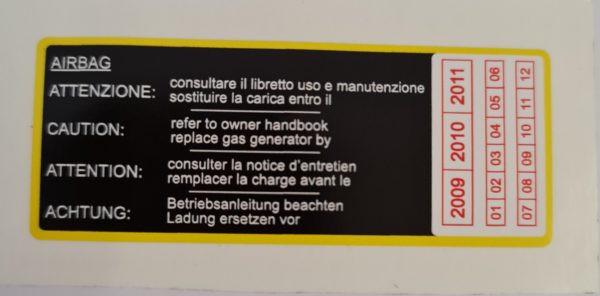 AIRBAG
ATTENZIONE: consultare il libretto uso e manutenzione
sostituire la carica entro il
CAUTION: refer to owner handbook
replace gas generator by
ATTENTION: consulter la notice d'entretien
remplacer la charge avant le
ACHTUNG: Betriebsanleitung beachten
Ladung ersetzen vor
2009 2010 2011
01 02 03 04 05 06
07 08 09 10 11 12